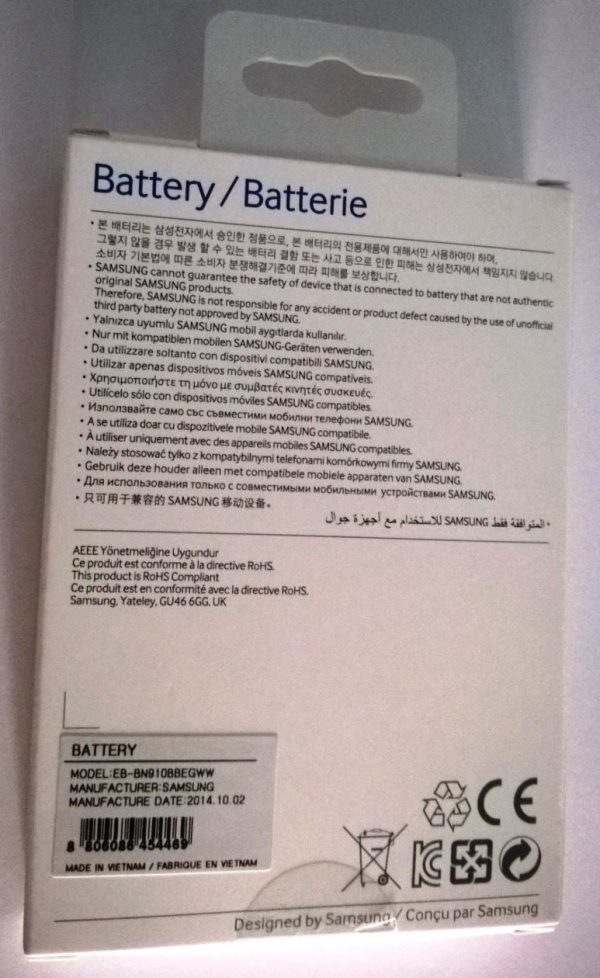 Battery / Batterie
• 본 배터리는 삼성전자에서 승인한 정품으로, 본 배터리의 전용제품에 대해서만 사용하여야 하며,
그렇지 않을 경우 발생 할 수 있는 배터리 결함 또는 사고 등으로 인한 피해는 삼성전자에서 책임지지 않습니다.
소비자 기본법에 따른 소비자 분쟁해결기준에 따라 피해를 보상합니다.
• SAMSUNG cannot guarantee the safety of device that is connected to battery that are not authentic
original SAMSUNG products.
Therefore, SAMSUNG is not responsible for any accident or product defect caused by the use of unofficial
third party battery not approved by SAMSUNG.
• Yalnızca uyumlu SAMSUNG mobil aygıtlarda kullanılır.
• Nur mit kompatiblen mobilen SAMSUNG-Geräten verwenden.
• Da utilizzare soltanto con dispositivi compatibili SAMSUNG.
• Utilizar apenas dispositivos móveis SAMSUNG compatíveis.
• Χρησιμοποιήστε τη μόνο με συμβατές κινητές συσκευές.
• Utilícelo sólo con dispositivos móviles SAMSUNG compatibles.
• Използвайте само със съвместими мобилни телефони SAMSUNG.
• A se utiliza doar cu dispozitivele mobile SAMSUNG compatibile.
• À utiliser uniquement avec des appareils mobiles SAMSUNG compatibles.
• Należy stosować tylko z kompatybilnymi telefonami komórkowymi firmy SAMSUNG.
• Gebruik deze houder alleen met compatibele mobiele apparaten van SAMSUNG.
• Для использования только с совместимыми мобильными устройствами SAMSUNG.
• 只可用于兼容的 SAMSUNG 移动设备。
• المتوافقة فقط SAMSUNG للاستخدام مع أجهزة جوال
AEEE Yönetmeliğine Uygundur
Ce produit est conforme à la directive RoHS.
This product is RoHS Compliant
Ce produit est en conformité avec la directive RoHS.
Samsung, Yateley, GU46 6GG. UK
BATTERY
MODEL:EB-BN910BBEGWW
MANUFACTURER:SAMSUNG
MANUFACTURE DATE:2014.10.02
8 806086 454469
MADE IN VIETNAM / FABRIQUE EN VIETNAM
CE
Designed by Samsung / Conçu par Samsung